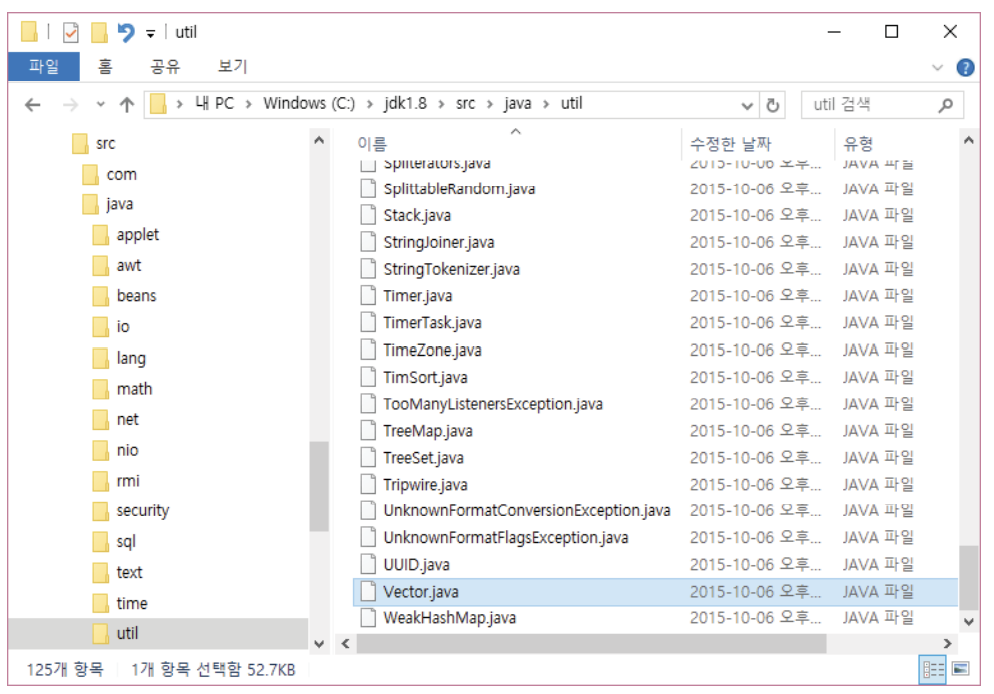 util
파일 홈 공유 보기
내 PC > Windows (C:) > jdk1.8 > src > java > util
util 검색
src
com
java
applet
awt
beans
io
lang
math
net
nio
rmi
security
sql
text
time
util
이름 수정한 날짜 유형
Spliterators.java 2015-10-06 오후... JAVA 파일
SplittableRandom.java 2015-10-06 오후... JAVA 파일
Stack.java 2015-10-06 오후... JAVA 파일
StringJoiner.java 2015-10-06 오후... JAVA 파일
StringTokenizer.java 2015-10-06 오후... JAVA 파일
Timer.java 2015-10-06 오후... JAVA 파일
TimerTask.java 2015-10-06 오후... JAVA 파일
TimeZone.java 2015-10-06 오후... JAVA 파일
TimSort.java 2015-10-06 오후... JAVA 파일
TooManyListenersException.java 2015-10-06 오후... JAVA 파일
TreeMap.java 2015-10-06 오후... JAVA 파일
TreeSet.java 2015-10-06 오후... JAVA 파일
Tripwire.java 2015-10-06 오후... JAVA 파일
UnknownFormatConversionException.java 2015-10-06 오후... JAVA 파일
UnknownFormatFlagsException.java 2015-10-06 오후... JAVA 파일
UUID.java 2015-10-06 오후... JAVA 파일
Vector.java 2015-10-06 오후... JAVA 파일
WeakHashMap.java 2015-10-06 오후... JAVA 파일
125개 항목 1개 항목 선택함 52.7KB